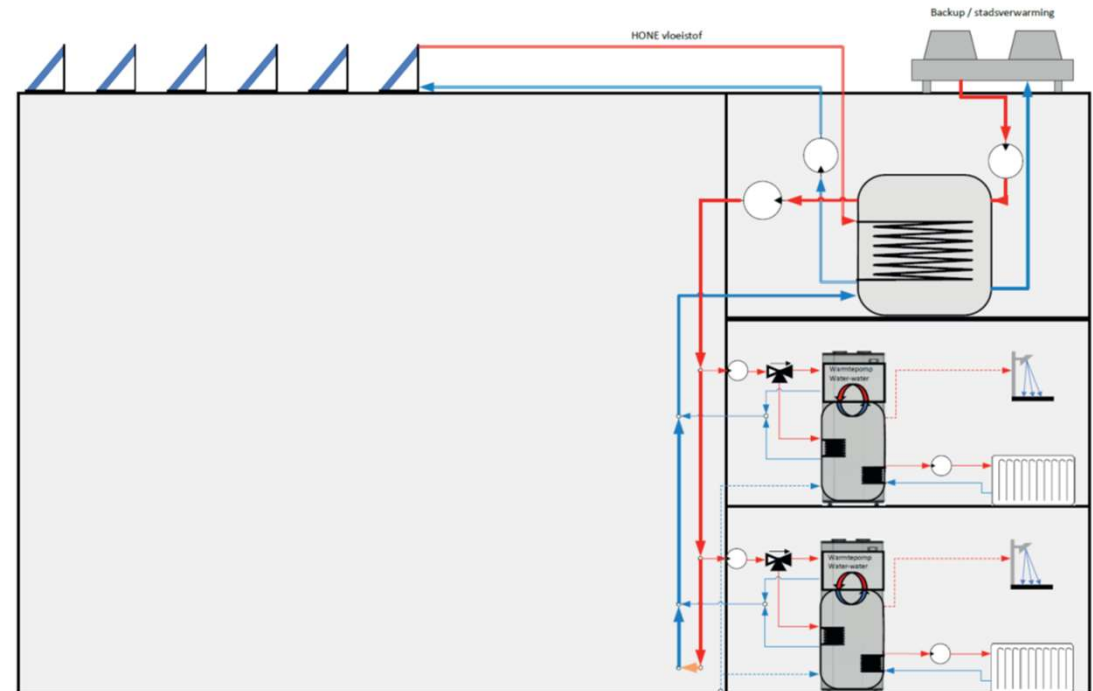 Backup / stadsverwarming
HONE vloeistof
Warmtepomp
Water-water
Warmtepomp
Water-water